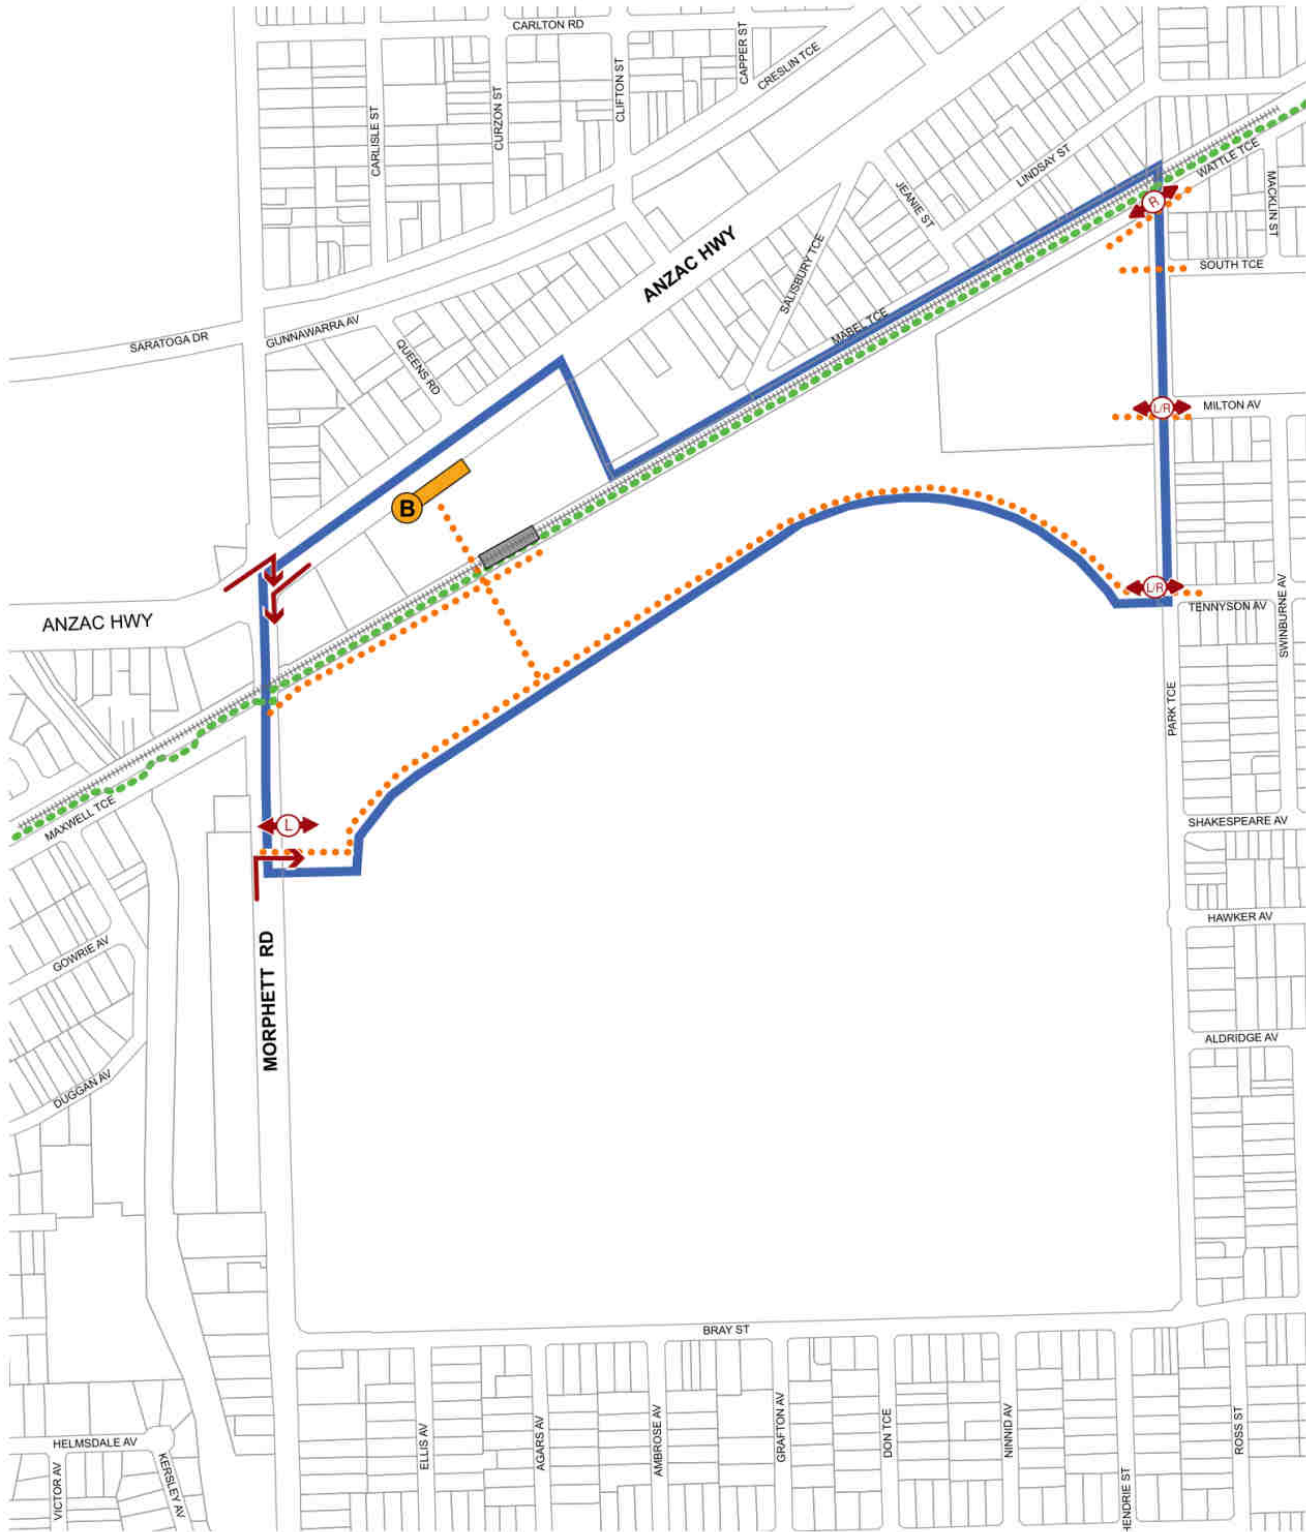 CARLTON RD
CAPPER ST
CRESLIN TCE
CLIFTON ST
CURZON ST
CARLISLE ST
LINDSAY ST
WATTLE TCE
MACKLIN ST
JEANIE ST
R
SOUTH TCE
SALISBURY TCE
ANZAC HWY
MABEL TCE
GUNNAWARRA AV
SARATOGA DR
QUEENS RD
L/R
MILTON AV
B
L/R
TENNYSON AV
SWINBURNE AV
ANZAC HWY
PARK TCE
MAXWELL TCE
L
SHAKESPEARE AV
HAWKER AV
GOWRIE AV
MORPHETT RD
ALDRIDGE AV
DUGGAN AV
BRAY ST
HELMSDALE AV
VICTOR AV
KERSLEY AV
ELLIS AV
AGARS AV
AMBROSE AV
GRAFTON AV
DON TCE
NINNID AV
HENDRIE ST
ROSS ST